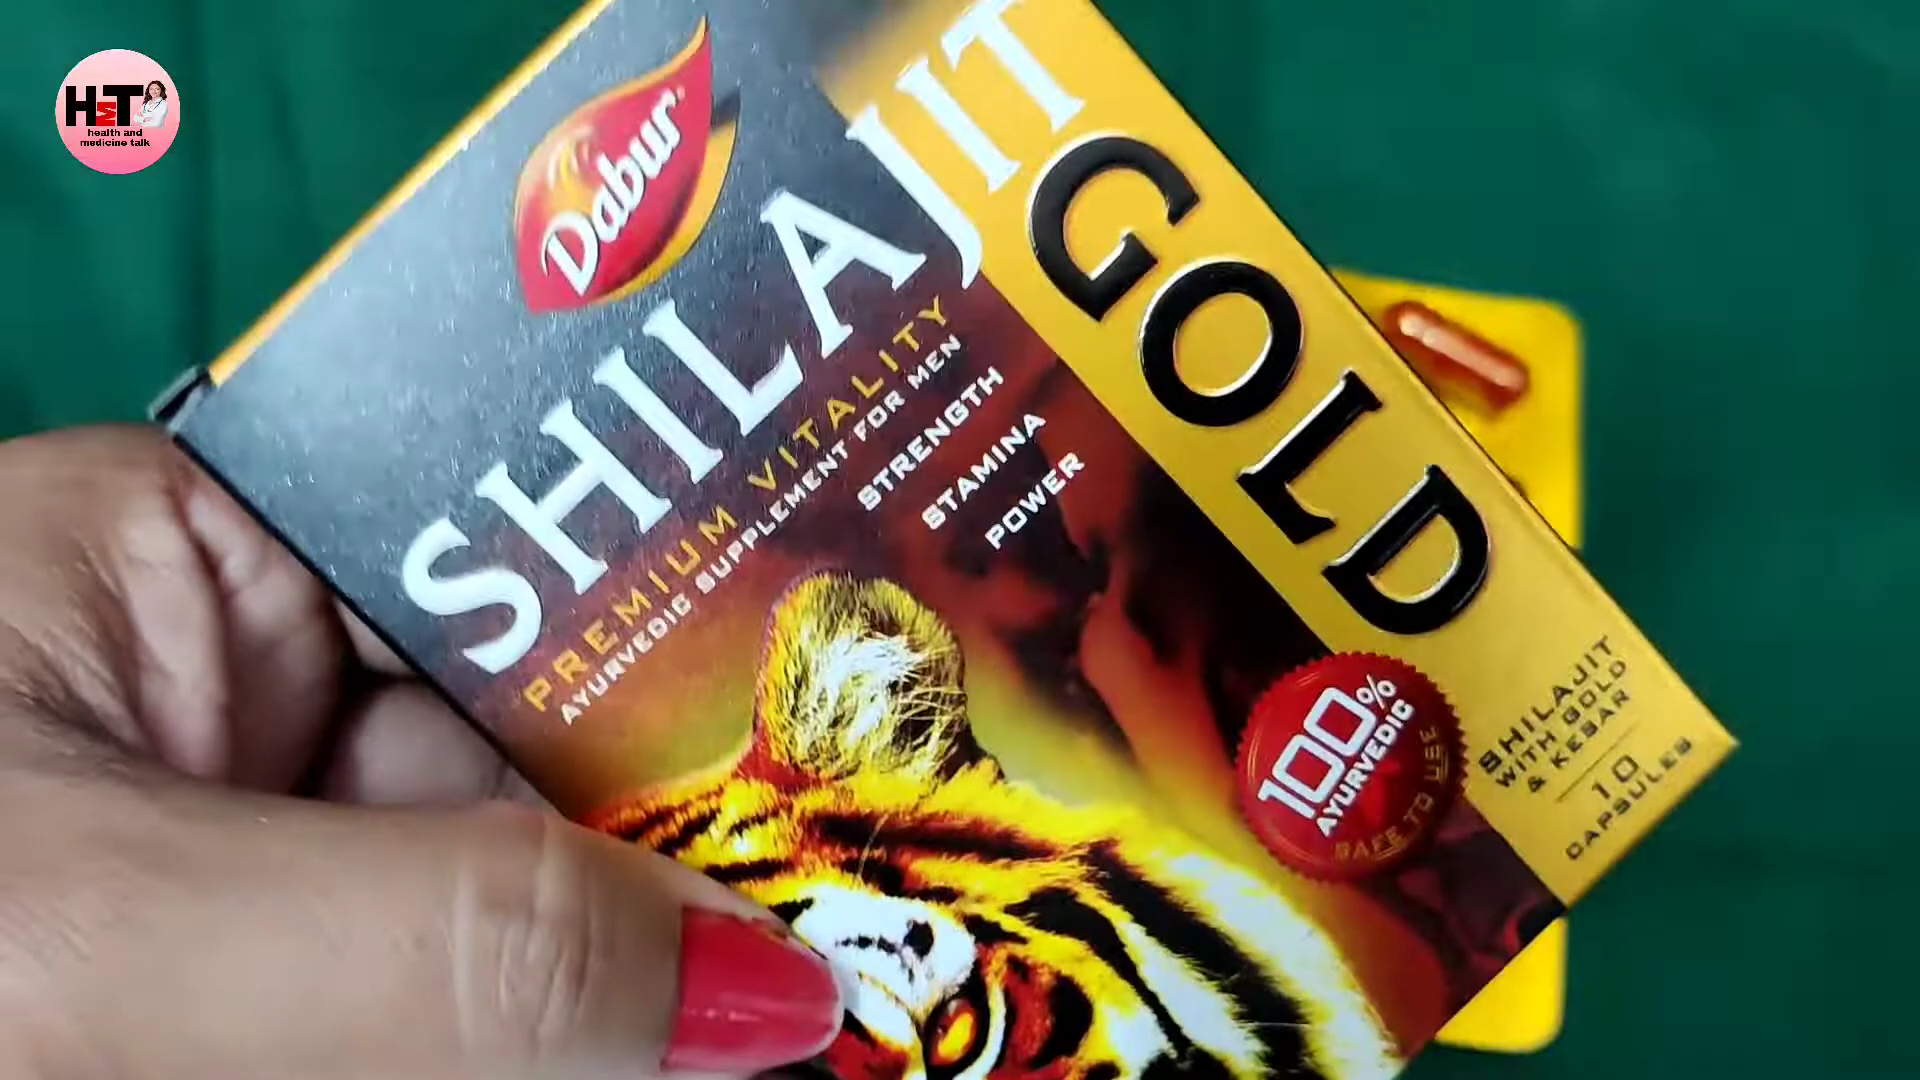 HMT
health and
medicine talk
Dabur
SHILAJIT
GOLD
PREMIUM VITALITY
AYURVEDIC SUPPLEMENT FOR MEN
STRENGTH
STAMINA
POWER
100%
AYURVEDIC
SAFE TO USE
SHILAJIT
WITH GOLD
& KESAR
10
CAPSULES